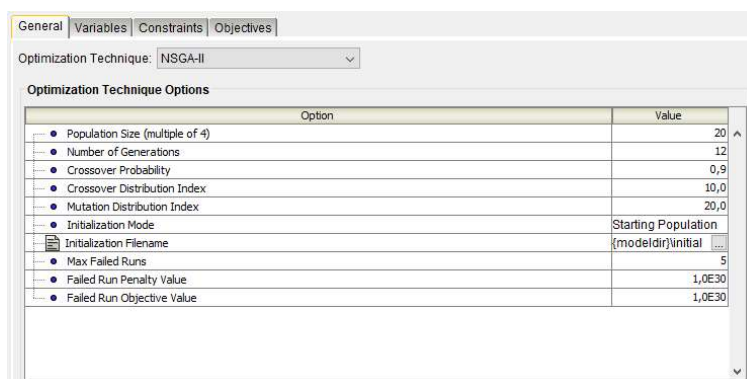 General Variables Constraints Objectives
Optimization Technique: NSGA-II
Optimization Technique Options
Option Value
Population Size (multiple of 4) 20
Number of Generations 12
Crossover Probability 0,9
Crossover Distribution Index 10,0
Mutation Distribution Index 20,0
Initialization Mode Starting Population
Initialization Filename {modeldir}\initial ...
Max Failed Runs 5
Failed Run Penalty Value 1,0E30
Failed Run Objective Value 1,0E30